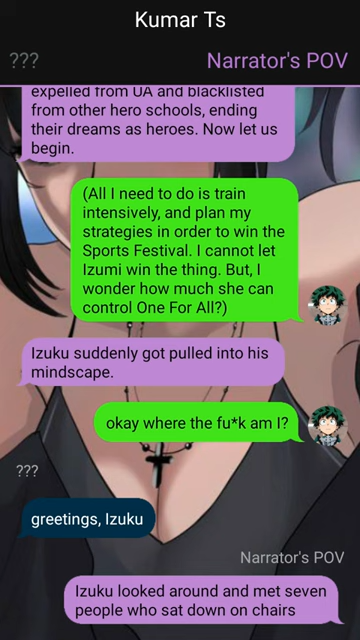 Kumar Ts
???
Narrator's POV
expelled from UA and blacklisted
from other hero schools, ending
their dreams as heroes. Now let us
begin.
(All I need to do is train
intensively, and plan my
strategies in order to win the
Sports Festival. I cannot let
Izumi win the thing. But, I
wonder how much she can
control One For All?)
Izuku suddenly got pulled into his
mindscape.
okay where the fu*k am I?
???
greetings, Izuku
Narrator's POV
Izuku looked around and met seven
people who sat down on chairs